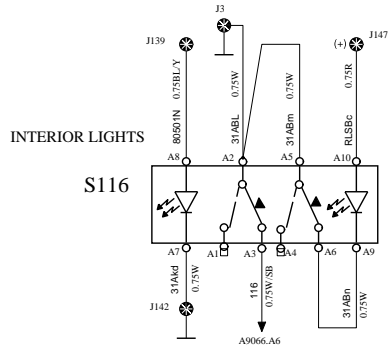 J3
J139
J147
(+)
0.75BL/Y
80501N
0.75W
31ABL
0.75W
31ABm
0.75R
RLSBc
INTERIOR LIGHTS
A8
A2
A5
A10
S116
A7
A1
A3
A4
A6
A9
31Akd
0.75W
116
0.75W/SB
31ABn
0.75W
J142
A9066.A6